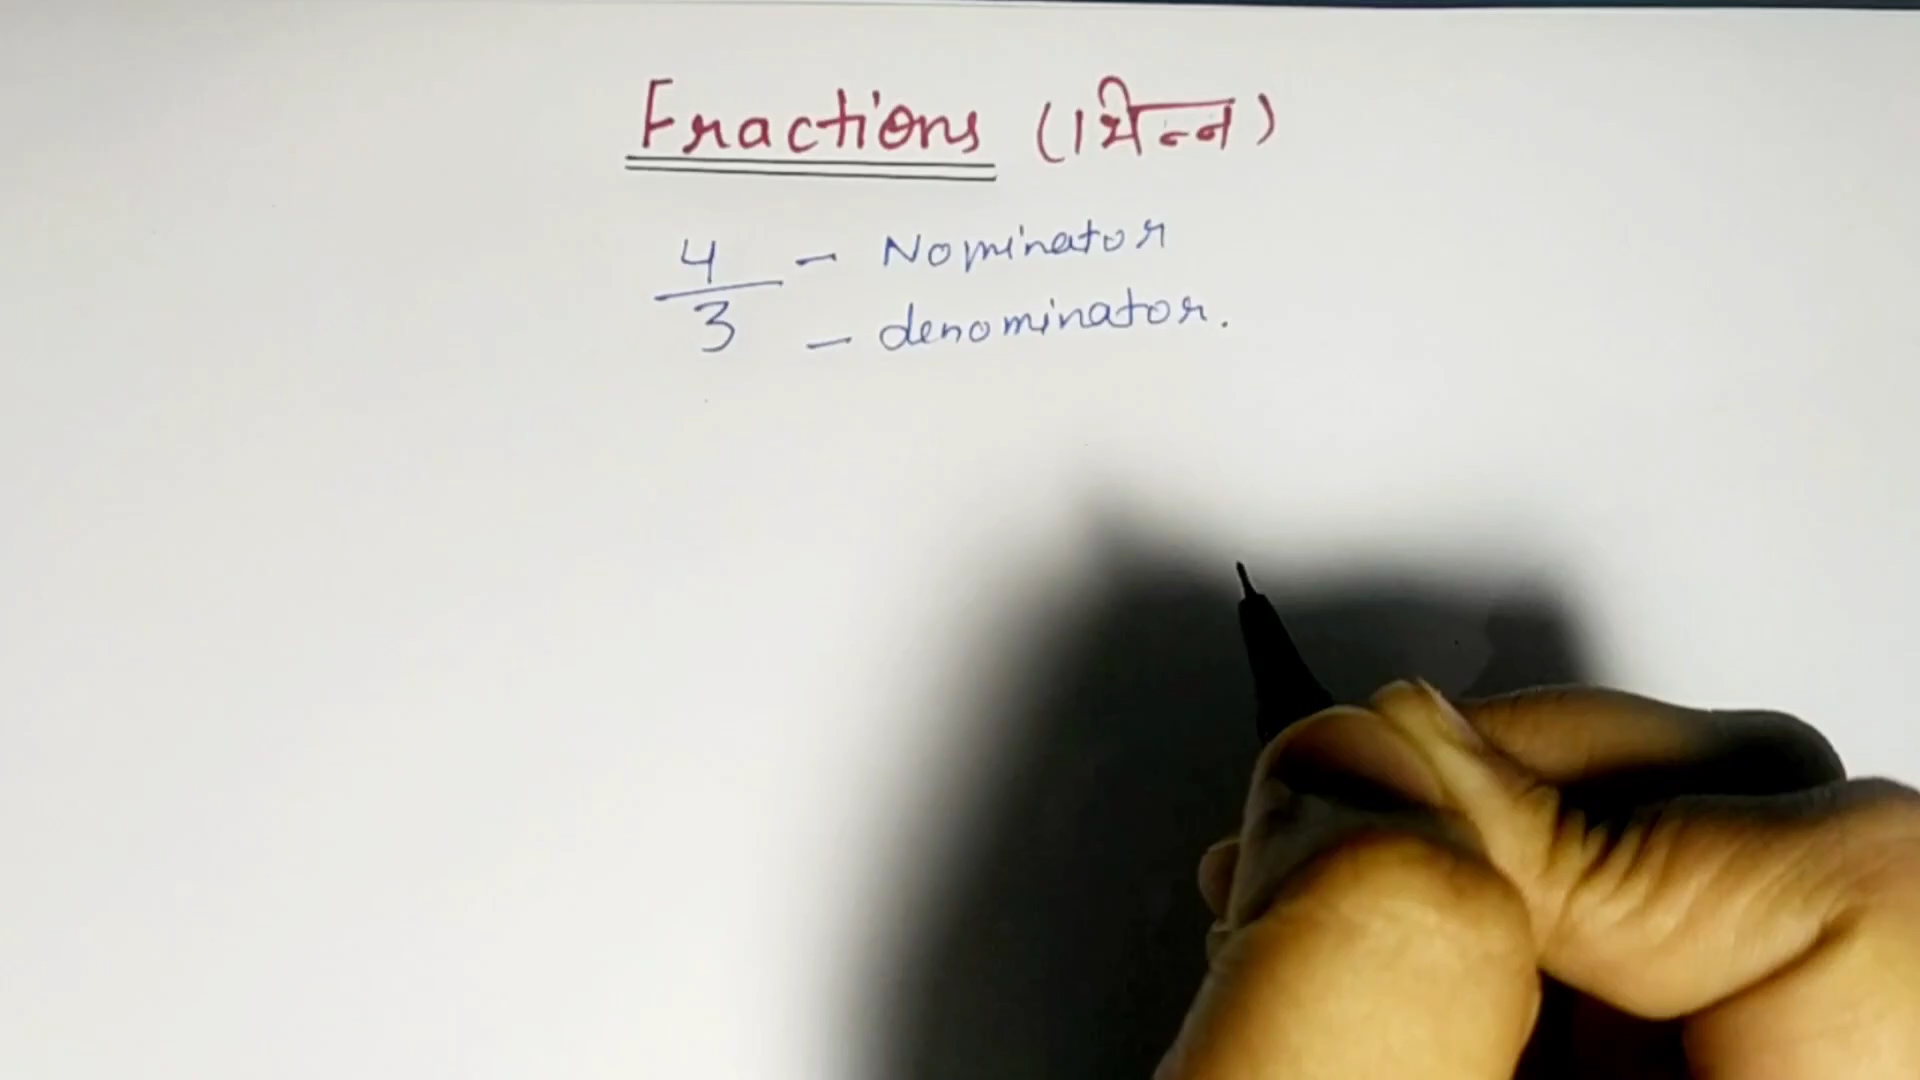 Fractions (भिन्न)
4 - Nominator
3 - denominator.